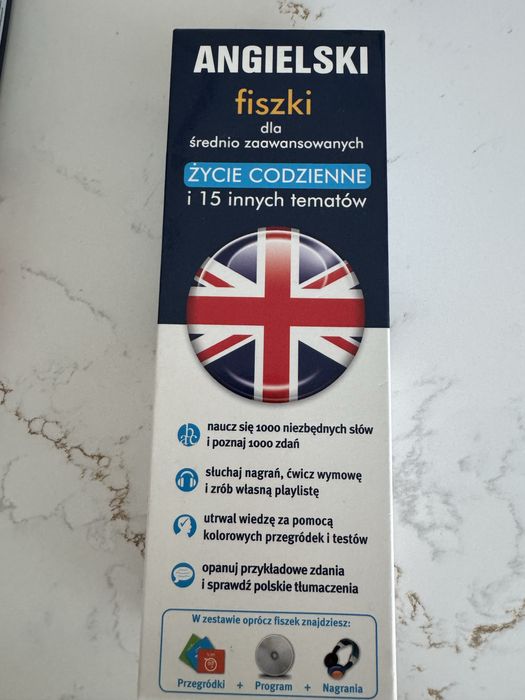 ANGIELSKI
fiszki
dla
średnio zaawansowanych
ŻYCIE CODZIENNE
i 15 innych tematów
naucz się 1000 niezbędnych słów
i poznaj 1000 zdań
słuchaj nagrań, ćwicz wymowę
i zrób własną playlistę
utrwal wiedzę za pomocą
kolorowych przegródek i testów
opanuj przykładowe zdania
i sprawdź polskie tłumaczenia
W zestawie oprócz fiszek znajdziesz:
Przegródki + Program + Nagrania